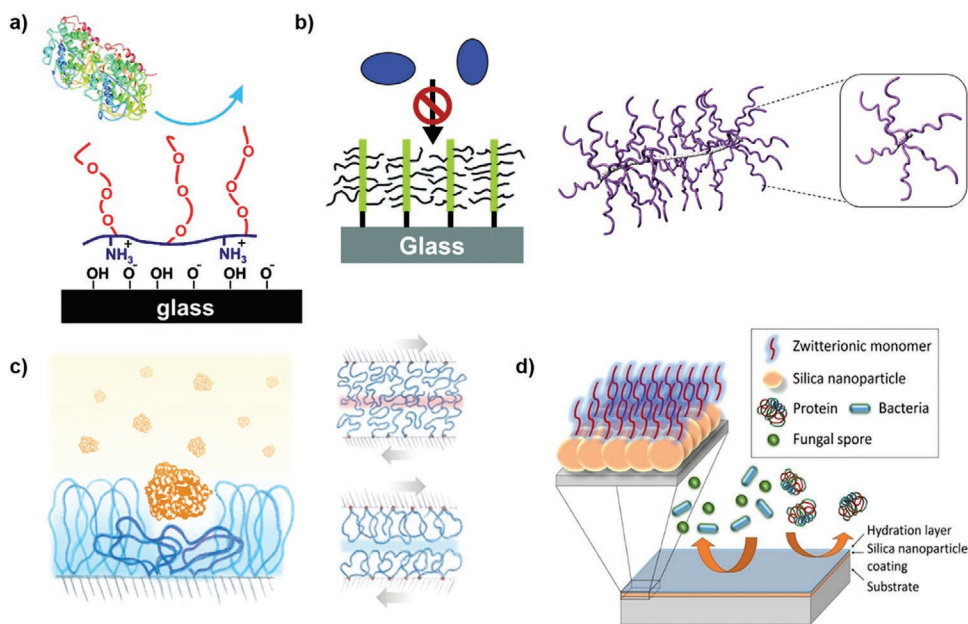 a)
O
O
O
O
O
O
O
O
O
+
NH3
+
NH3
OH
O-
OH
O-
OH
O-
glass
b)
Glass
c)
d)
Zwitterionic monomer
Silica nanoparticle
Protein
Bacteria
Fungal spore
Hydration layer
Silica nanoparticle
coating
Substrate